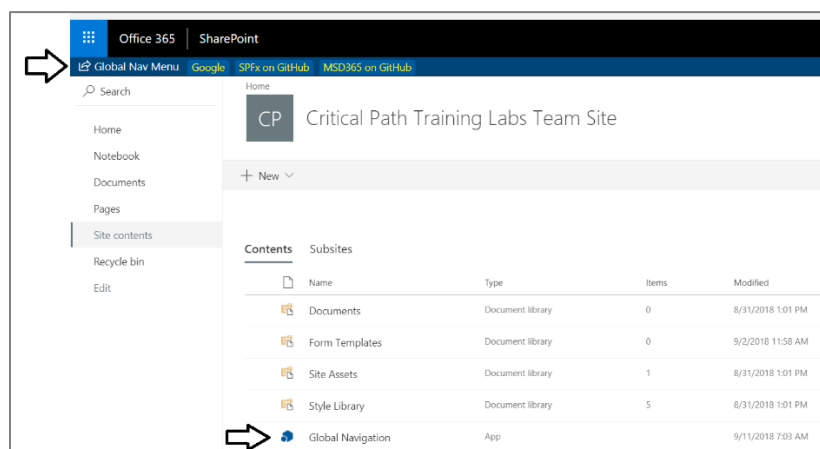 Office 365 SharePoint
Global Nav Menu Google SPFx on GitHub MSD365 on GitHub
Search
Home
Notebook
Documents
Pages
Site contents
Recycle bin
Edit
Home
CP Critical Path Training Labs Team Site
+ New
Contents Subsites
Name Type Items Modified
Documents Document library 0 8/31/2018 1:01 PM
Form Templates Document library 0 9/2/2018 11:58 AM
Site Assets Document library 1 8/31/2018 1:01 PM
Style Library Document library 5 8/31/2018 1:01 PM
Global Navigation App 9/11/2018 7:03 AM